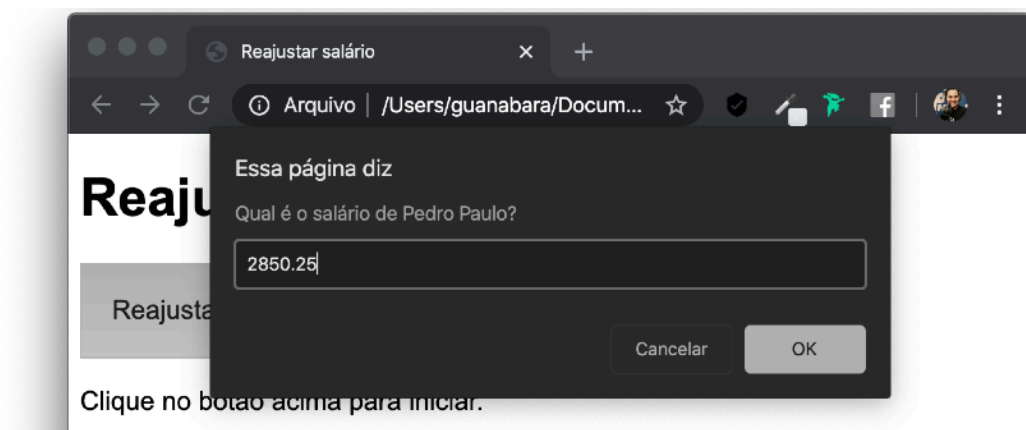 Reajustar salário
Arquivo | /Users/guanabara/Docum...
Essa página diz
Reaju
Qual é o salário de Pedro Paulo?
2850.25
Reajusta
Cancelar
OK
Clique no botão acima para iniciar.